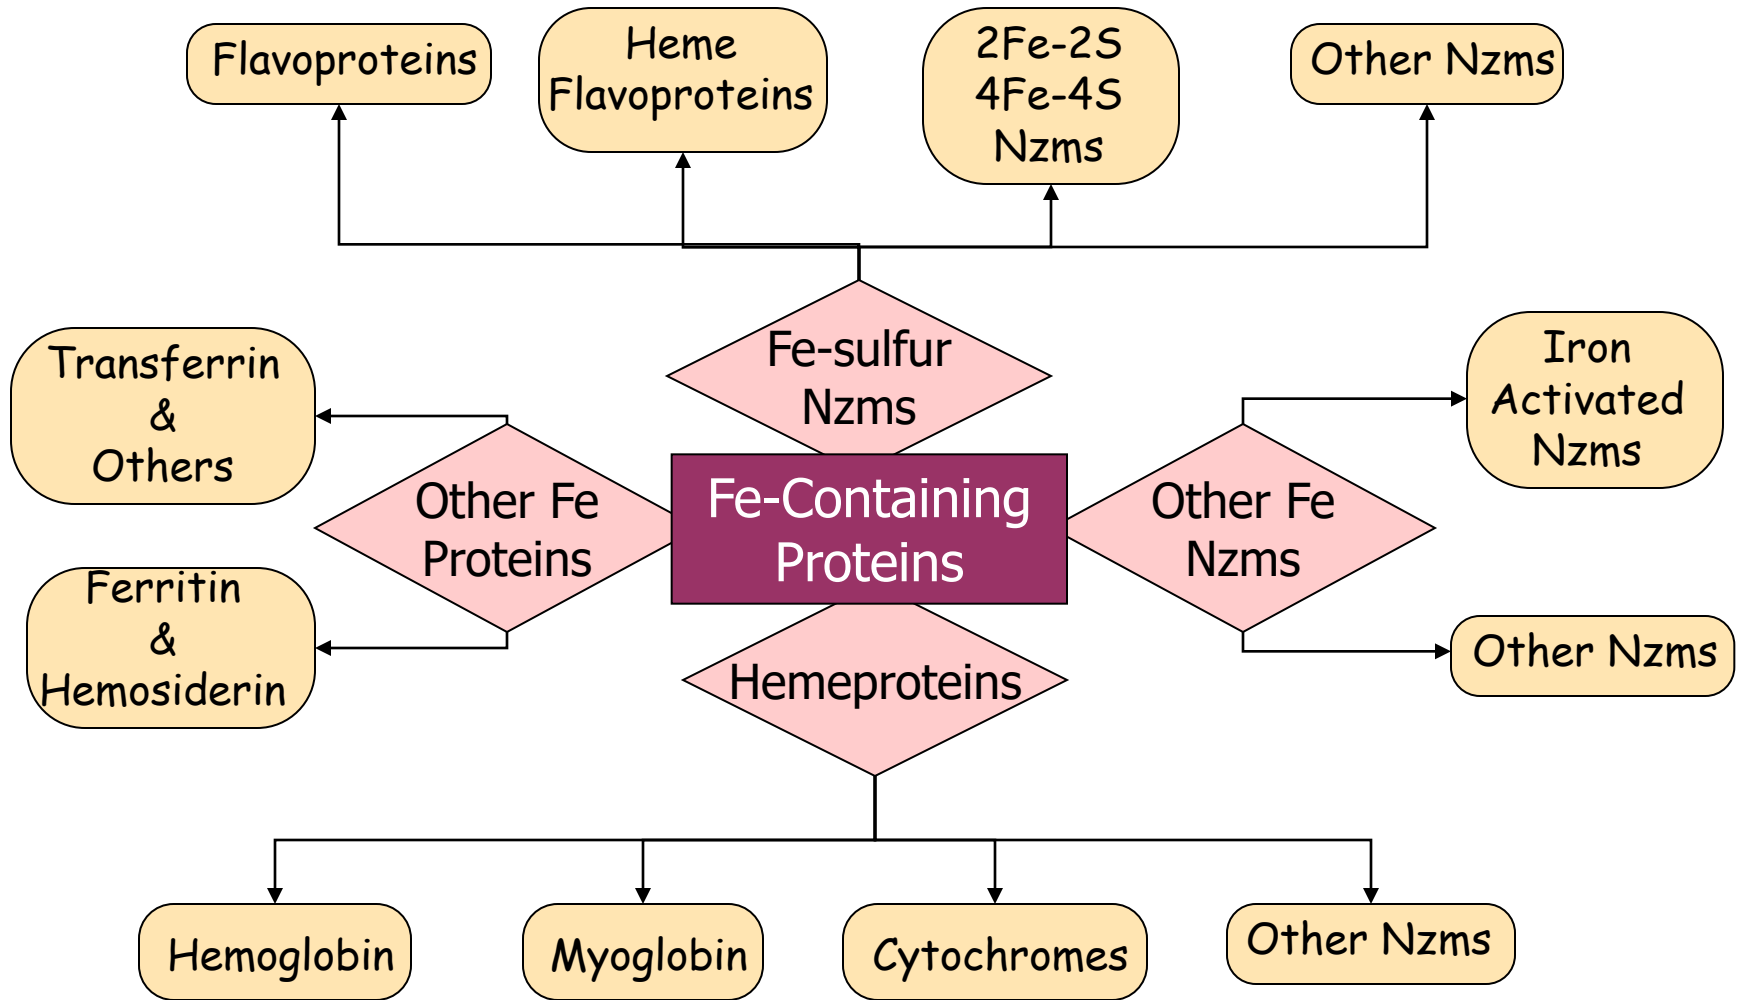 Flavoproteins
Heme
Flavoproteins
2Fe-2S
4Fe-4S
Nzms
Other Nzms
Fe-sulfur
Nzms
Transferrin
&
Others
Iron
Activated
Nzms
Other Fe
Proteins
Fe-Containing
Proteins
Other Fe
Nzms
Ferritin
&
Hemosiderin
Hemeproteins
Other Nzms
Hemoglobin
Myoglobin
Cytochromes
Other Nzms